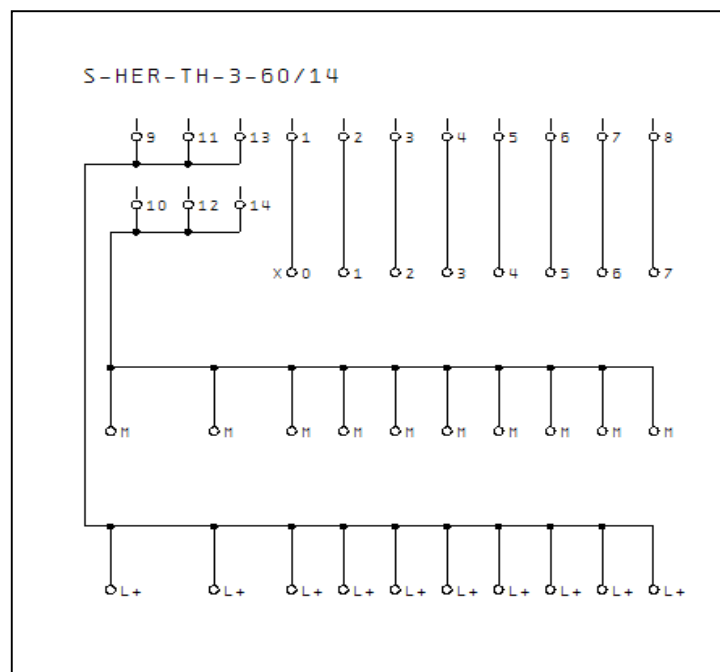 S-HER-TH-3-60/14
9 11 13 1 2 3 4 5 6 7 8
10 12 14
X 0 1 2 3 4 5 6 7
M M M M M M M M M M
L+ L+ L+ L+ L+ L+ L+ L+ L+ L+